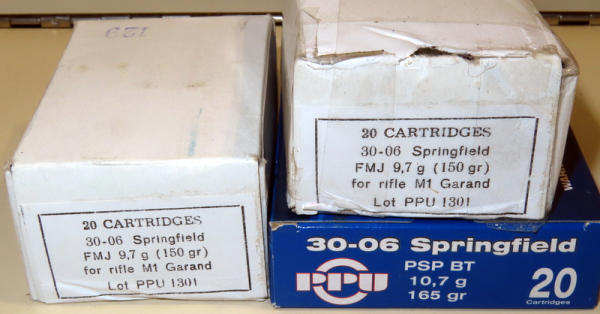 129
20 CARTRIDGES
30-06 Springfield
FMJ 9,7 g (150 gr)
for rifle M1 Garand
Lot PPU 1301
20 CARTRIDGES
30-06 Springfield
FMJ 9,7 g (150 gr)
for rifle M1 Garand
Lot PPU 1301
30-06 Springfield
PPU
PSP BT
10,7 g
165 gr
20
Cartridges